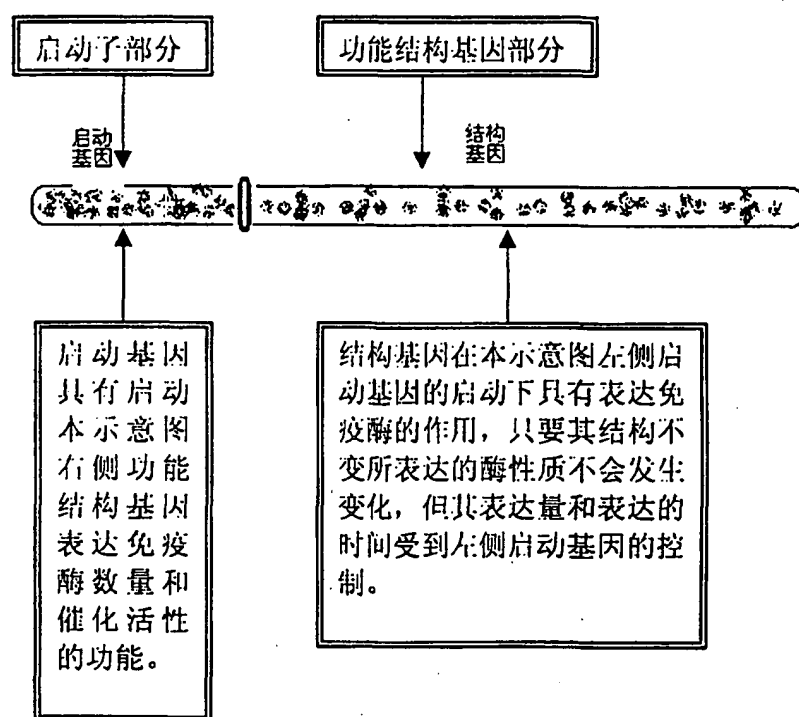 启动子部分
功能结构基因部分
启动
基因
结构
基因
启动基因
具有启动
本示意图
右侧功能
结构基因
表达免疫
酶数量和
催化活性
的功能。
结构基因在本示意图左侧启
动基因的启动下具有表达免
疫酶的作用，只要其结构不
变所表达的酶性质不会发生
变化，但其表达量和表达的
时间受到左侧启动基因的控
制。